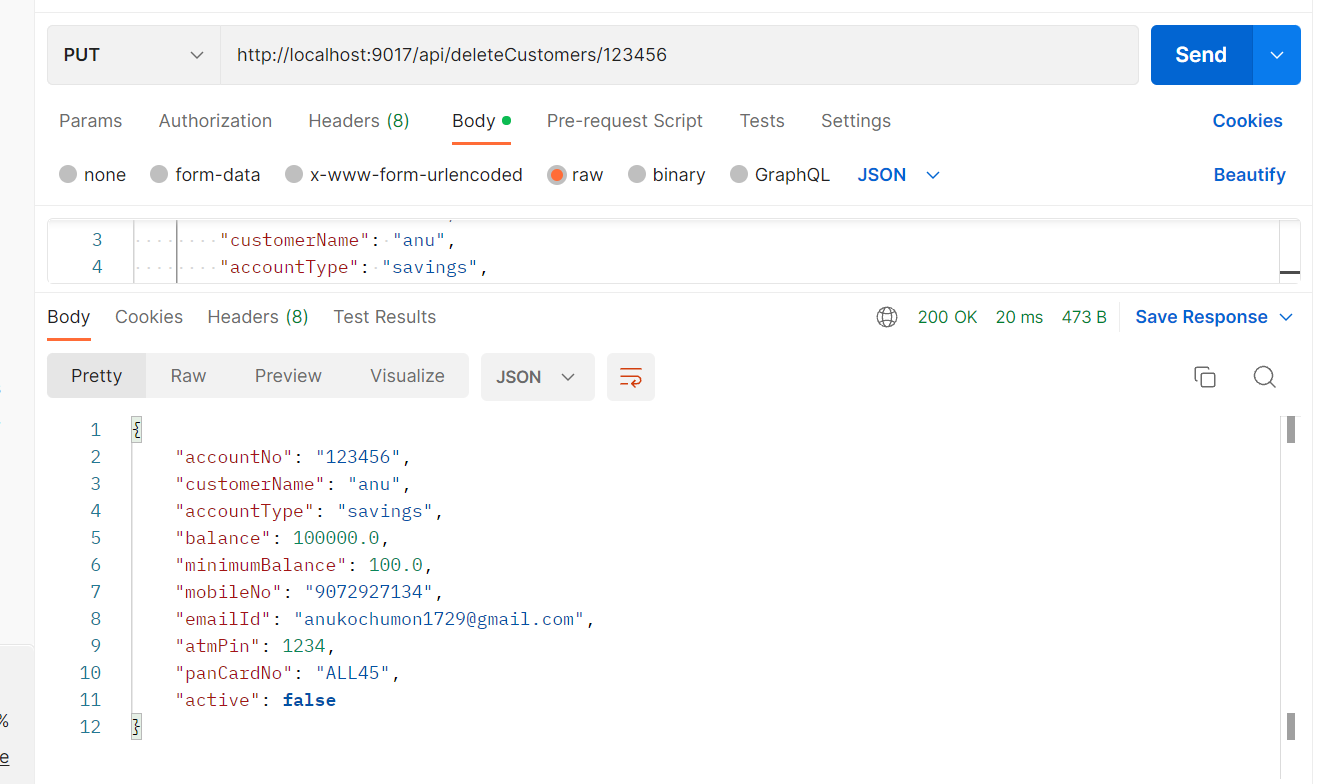 PUT http://localhost:9017/api/deleteCustomers/123456 Send
Params Authorization Headers (8) Body Pre-request Script Tests Settings Cookies
none form-data x-www-form-urlencoded raw binary GraphQL JSON Beautify
3 "customerName": "anu",
4 "accountType": "savings",
Body Cookies Headers (8) Test Results 200 OK 20 ms 473 B Save Response
Pretty Raw Preview Visualize JSON
1 {
2 "accountNo": "123456",
3 "customerName": "anu",
4 "accountType": "savings",
5 "balance": 100000.0,
6 "minimumBalance": 100.0,
7 "mobileNo": "9072927134",
8 "emailId": "anukochumon1729@gmail.com",
9 "atmPin": 1234,
10 "panCardNo": "ALL45",
11 "active": false
12 }
%
e